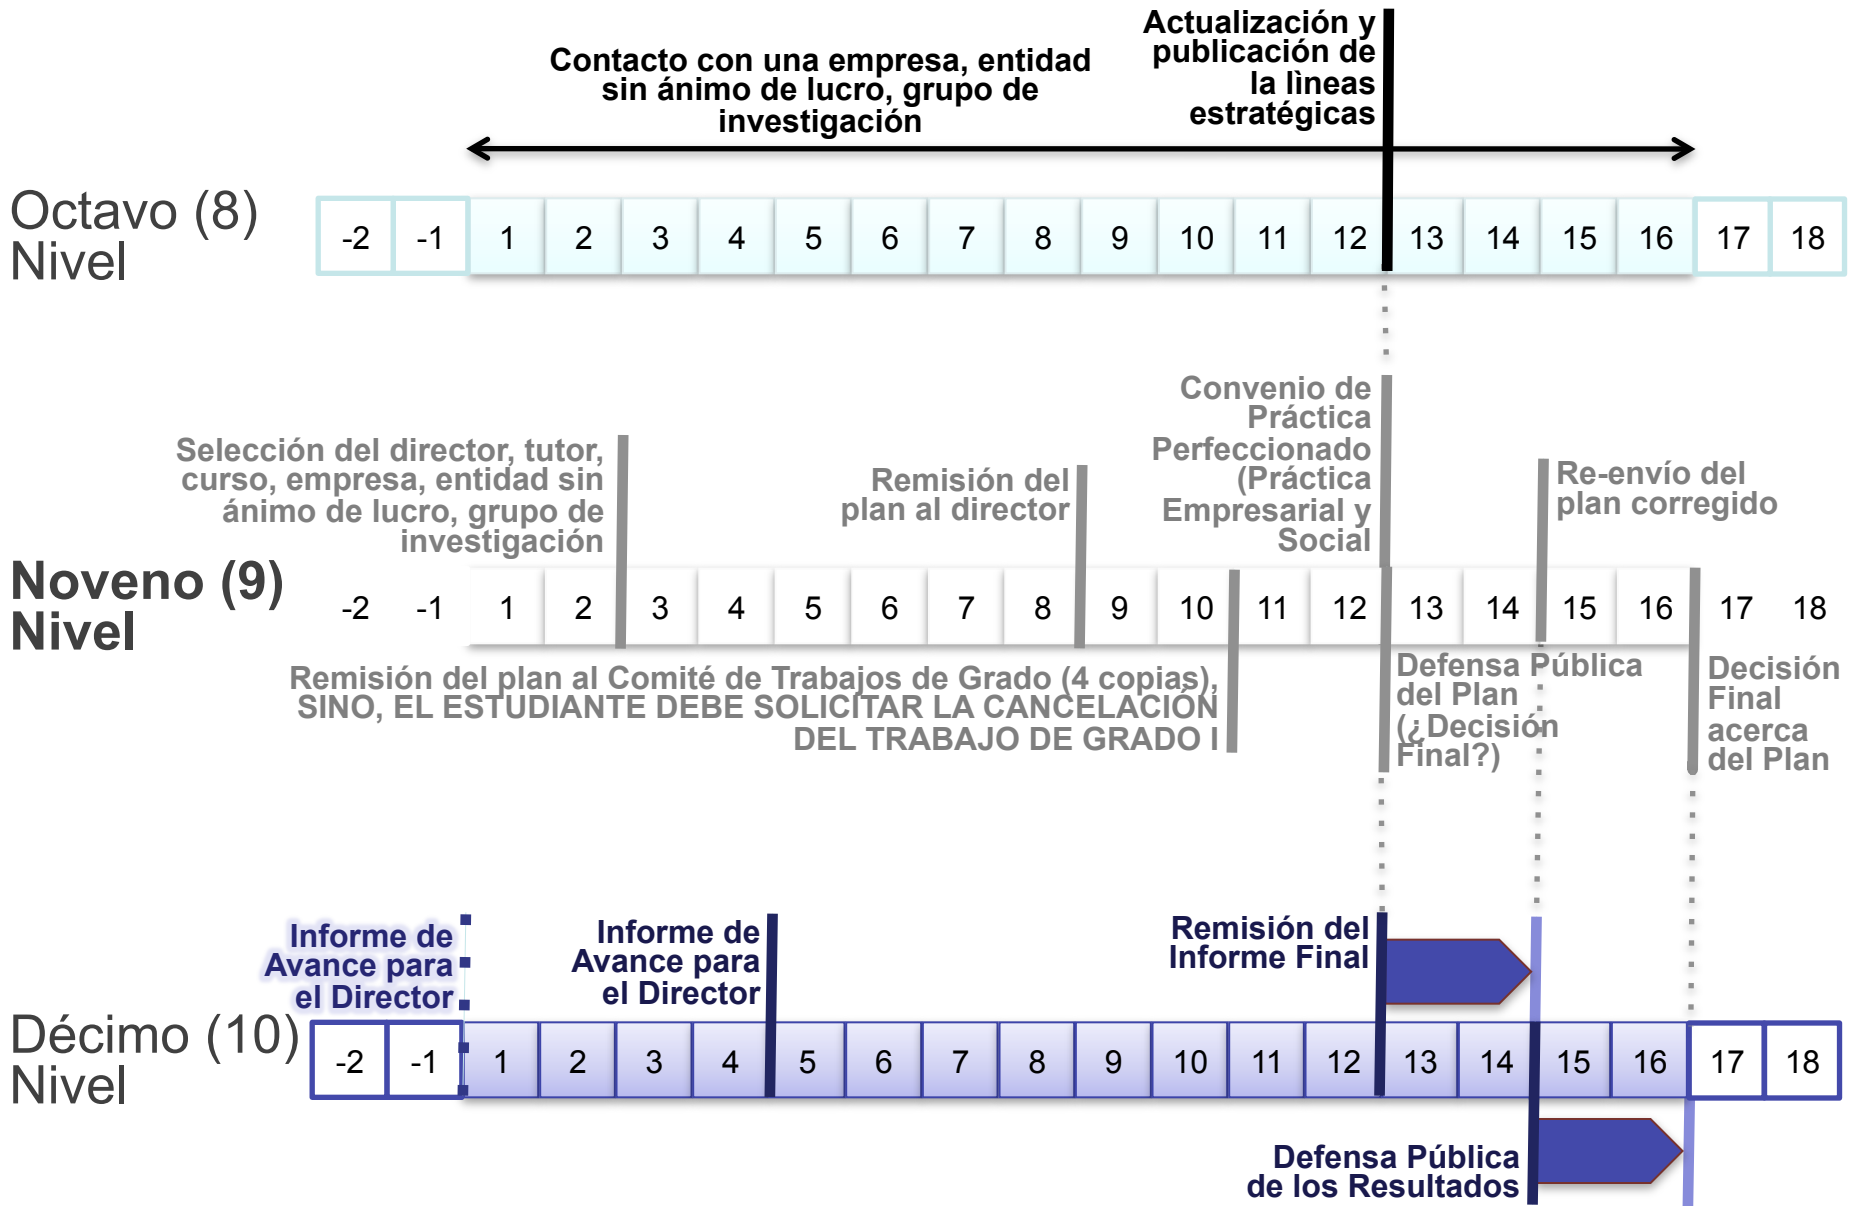 Contacto con una empresa, entidad
sin ánimo de lucro, grupo de
investigación
Actualización y
publicación de
la lìneas
estratégicas
Octavo (8)
Nivel
-2 -1 1 2 3 4 5 6 7 8 9 10 11 12 13 14 15 16 17 18
Selección del director, tutor,
curso, empresa, entidad sin
ánimo de lucro, grupo de
investigación
Remisión del
plan al director
Convenio de
Práctica
Perfeccionado
(Práctica
Empresarial y
Social
Re-envío del
plan corregido
Noveno (9)
Nivel
-2 -1 1 2 3 4 5 6 7 8 9 10 11 12 13 14 15 16 17 18
Remisión del plan al Comité de Trabajos de Grado (4 copias),
SINO, EL ESTUDIANTE DEBE SOLICITAR LA CANCELACIÓN
DEL TRABAJO DE GRADO I
Defensa Pública
del Plan
(¿Decisión
Final?)
Decisión
Final
acerca
del Plan
Informe de
Avance para
el Director
Informe de
Avance para
el Director
Remisión del
Informe Final
Décimo (10)
Nivel
-2 -1 1 2 3 4 5 6 7 8 9 10 11 12 13 14 15 16 17 18
Defensa Pública
de los Resultados